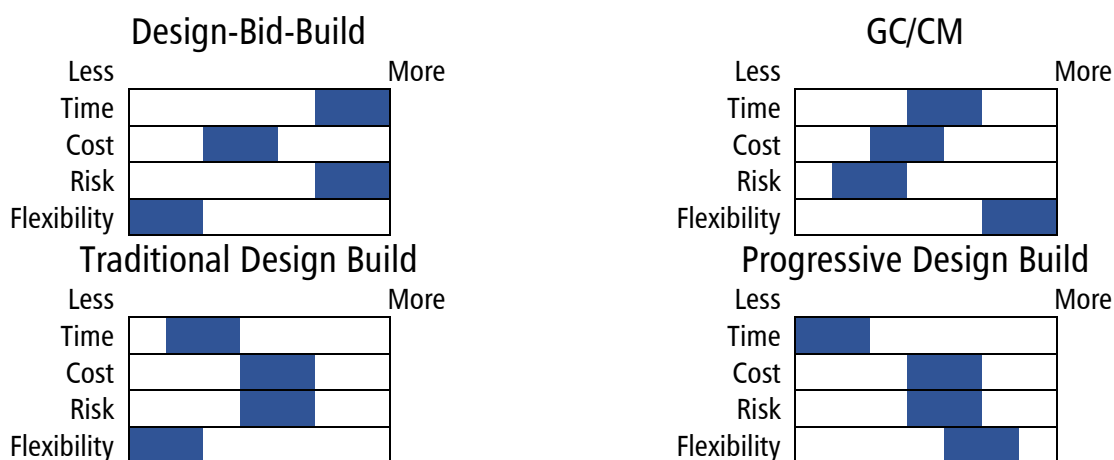 Design-Bid-Build
Less More
Time
Cost
Risk
Flexibility
GC/CM
Less More
Time
Cost
Risk
Flexibility
Traditional Design Build
Less More
Time
Cost
Risk
Flexibility
Progressive Design Build
Less More
Time
Cost
Risk
Flexibility